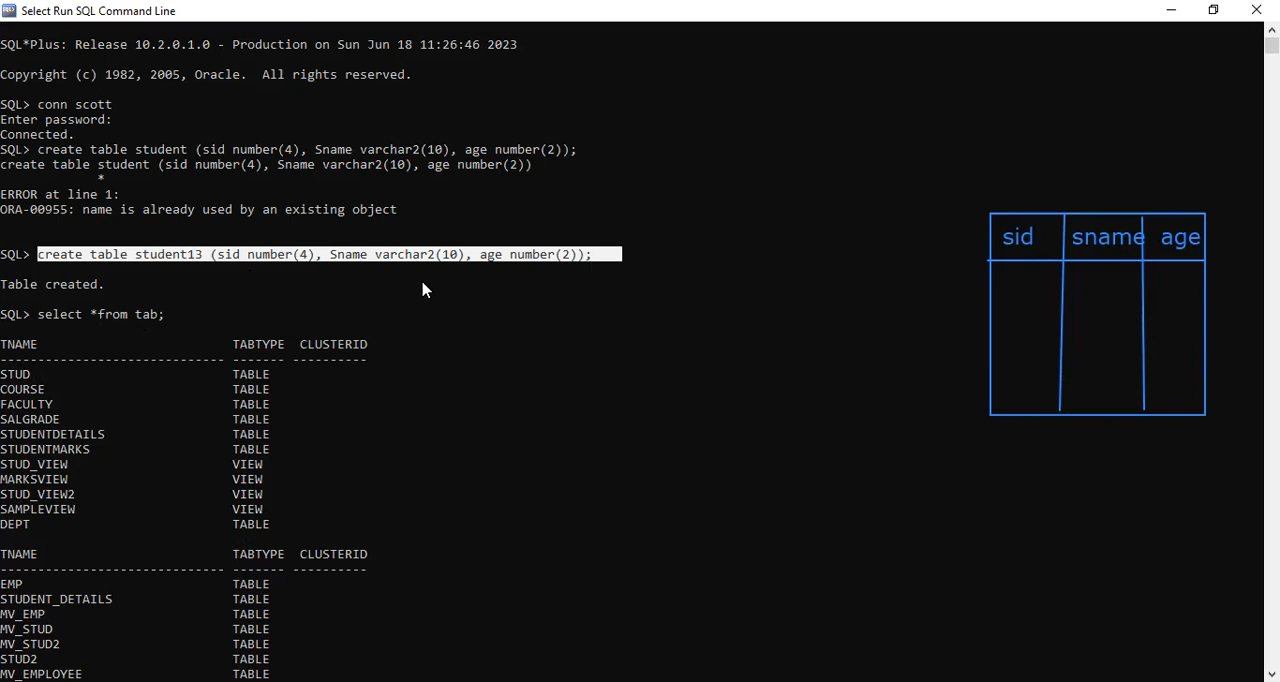 Select Run SQL Command Line
SQL*Plus: Release 10.2.0.1.0 - Production on Sun Jun 18 11:26:46 2023
Copyright (c) 1982, 2005, Oracle.  All rights reserved.
SQL> conn scott
Enter password:
Connected.
SQL> create table student (sid number(4), Sname varchar2(10), age number(2));
create table student (sid number(4), Sname varchar2(10), age number(2))
*
ERROR at line 1:
ORA-00955: name is already used by an existing object
SQL> create table student13 (sid number(4), Sname varchar2(10), age number(2));
Table created.
SQL> select *from tab;
TNAME                          TABTYPE  CLUSTERID
------------------------------ ------- ----------
STUD                           TABLE
COURSE                         TABLE
FACULTY                        TABLE
SALGRADE                       TABLE
STUDENTDETAILS                 TABLE
STUDENTMARKS                   TABLE
STUD_VIEW                      VIEW
MARKSVIEW                      VIEW
STUD_VIEW2                     VIEW
SAMPLEVIEW                     VIEW
DEPT                           TABLE
TNAME                          TABTYPE  CLUSTERID
------------------------------ ------- ----------
EMP                            TABLE
STUDENT_DETAILS                TABLE
MV_EMP                         TABLE
MV_STUD                        TABLE
MV_STUD2                       TABLE
STUD2                          TABLE
MV_EMPLOYEE                    TABLE
sid sname age